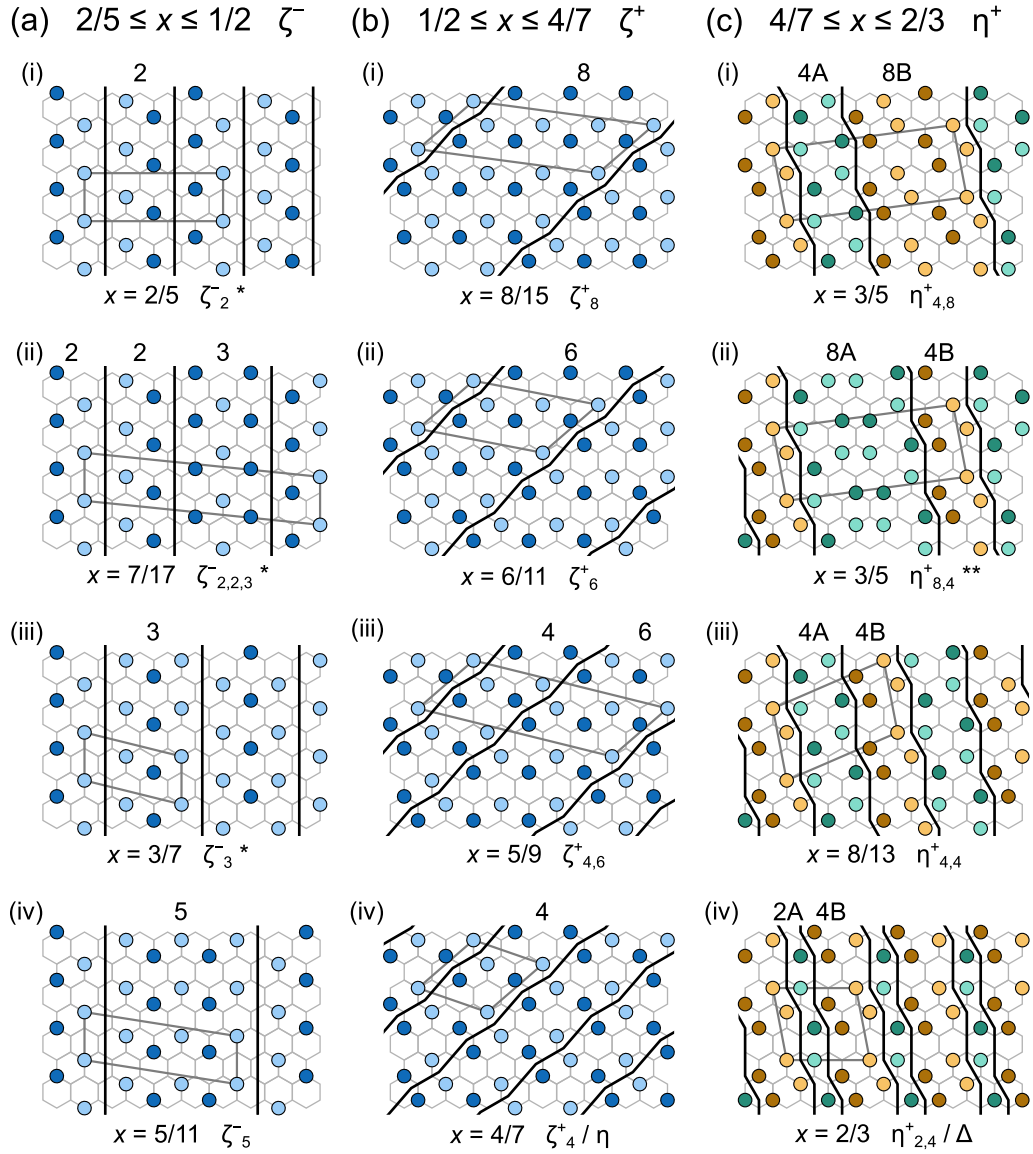 (a) 2/5 ≤ x ≤ 1/2 ζ⁻
(i)
2
x = 2/5 ζ⁻₂ *
(ii)
2 2 3
x = 7/17 ζ⁻₂,₂,₃ *
(iii)
3
x = 3/7 ζ⁻₃ *
(iv)
5
x = 5/11 ζ⁻₅
(b) 1/2 ≤ x ≤ 4/7 ζ⁺
(i)
8
x = 8/15 ζ⁺₈
(ii)
6
x = 6/11 ζ⁺₆
(iii)
4 6
x = 5/9 ζ⁺₄,₆
(iv)
4
x = 4/7 ζ⁺₄ / η
(c) 4/7 ≤ x ≤ 2/3 η⁺
(i)
4A 8B
x = 3/5 η⁺₄,₈
(ii)
8A 4B
x = 3/5 η⁺₈,₄ **
(iii)
4A 4B
x = 8/13 η⁺₄,₄
(iv)
2A 4B
x = 2/3 η⁺₂,₄ / Δ